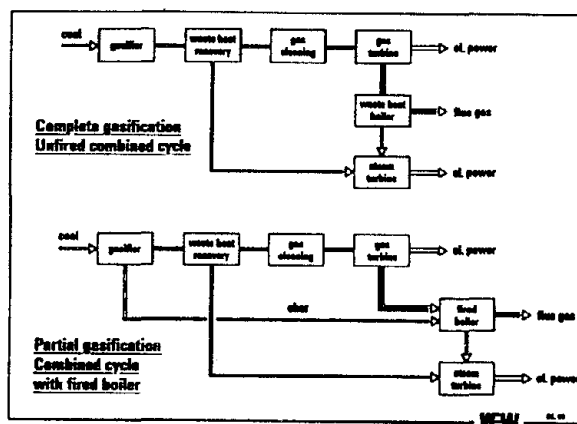 coal
gasifier
waste heat
recovery
gas
cleaning
gas
turbine
el. power
waste heat
boiler
flue gas
Complete gasification
Unfired combined cycle
steam
turbine
el. power
coal
gasifier
waste heat
recovery
gas
cleaning
gas
turbine
el. power
char
fired
boiler
flue gas
Partial gasification
Combined cycle
with fired boiler
steam
turbine
el. power